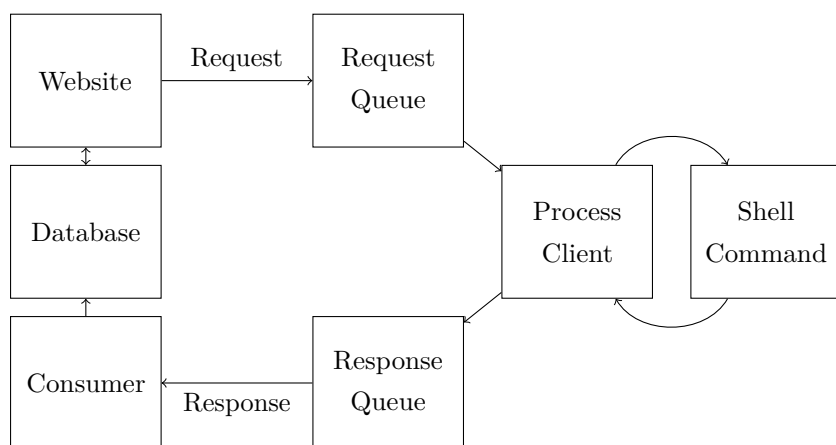 Website
Request
Request
Queue
Database
Process
Client
Shell
Command
Consumer
Response
Response
Queue